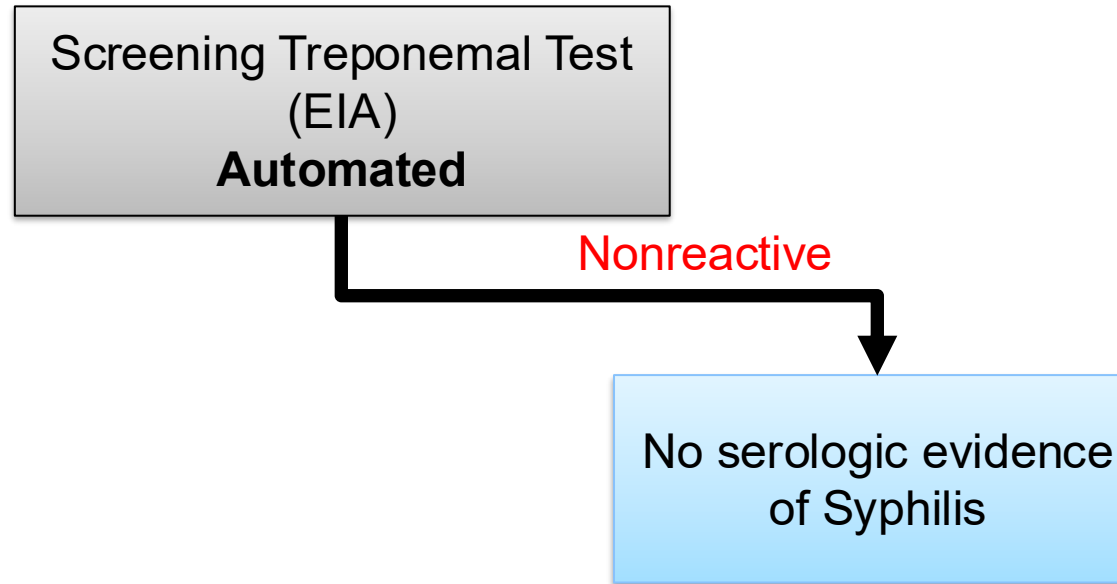 Screening Treponemal Test
(EIA)
Automated
Nonreactive
No serologic evidence
of Syphilis